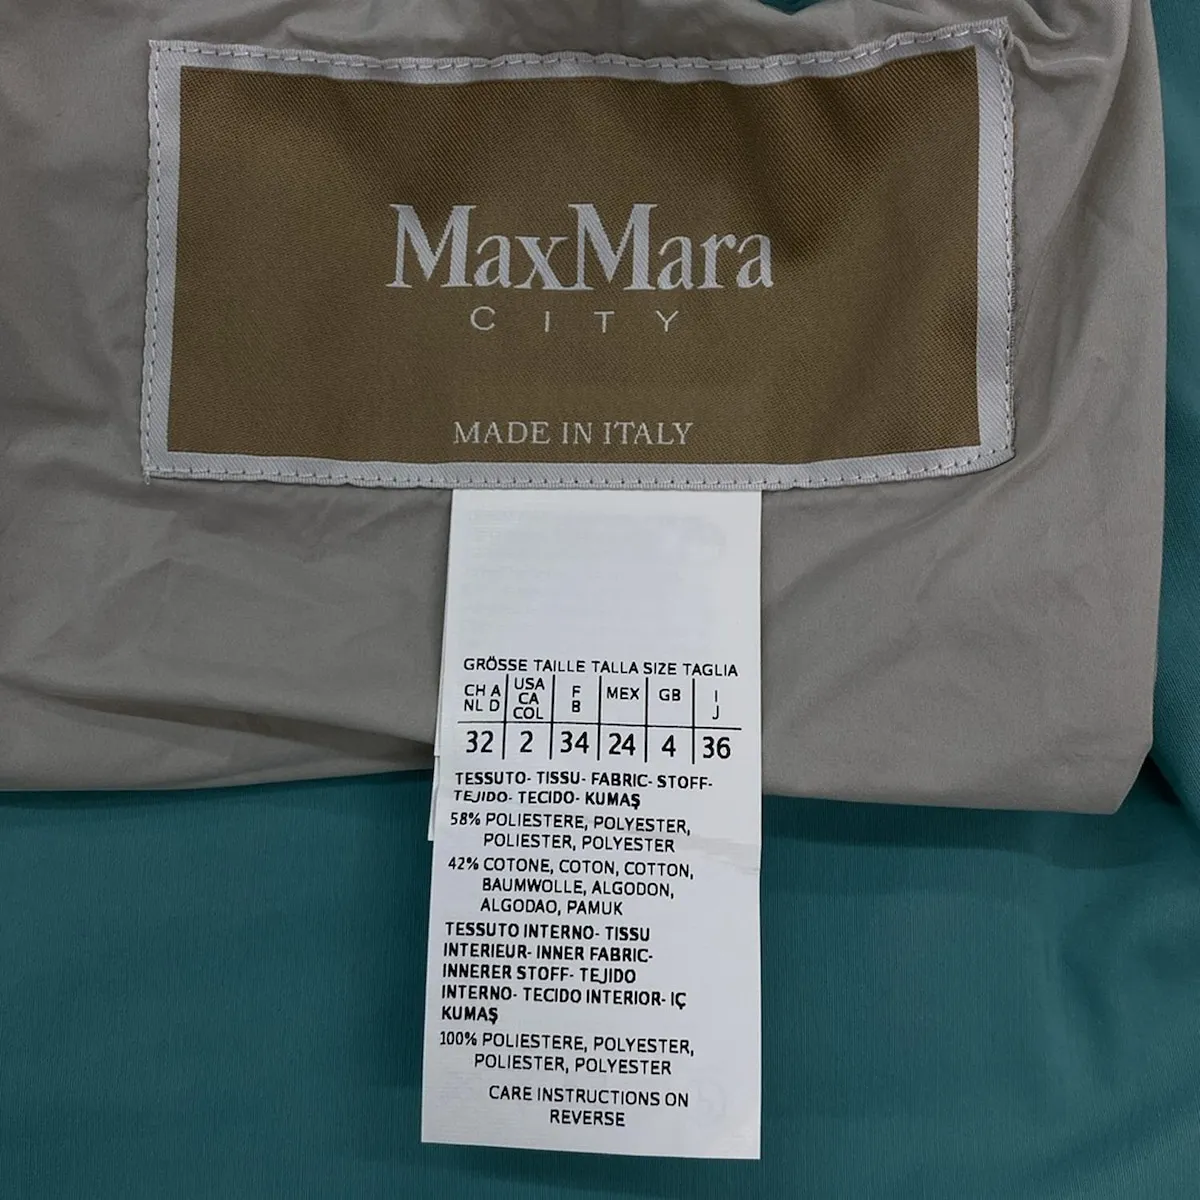 MaxMara
CITY
MADE IN ITALY
GRÖSSE TAILLE TALLA SIZE TAGLIA
CH A NL D USA CA COL F B MEX GB I J
32 2 34 24 4 36
TESSUTO- TISSU- FABRIC- STOFF-
TEJIDO- TECIDO- KUMAŞ
58% POLIESTERE, POLYESTER,
POLIESTER, POLYESTER
42% COTONE, COTON, COTTON,
BAUMWOLLE, ALGODON,
ALGODAO, PAMUK
TESSUTO INTERNO- TISSU
INTERIEUR- INNER FABRIC-
INNERER STOFF- TEJIDO
INTERNO- TECIDO INTERIOR- IÇ
KUMAŞ
100% POLIESTERE, POLYESTER,
POLIESTER, POLYESTER
CARE INSTRUCTIONS ON
REVERSE